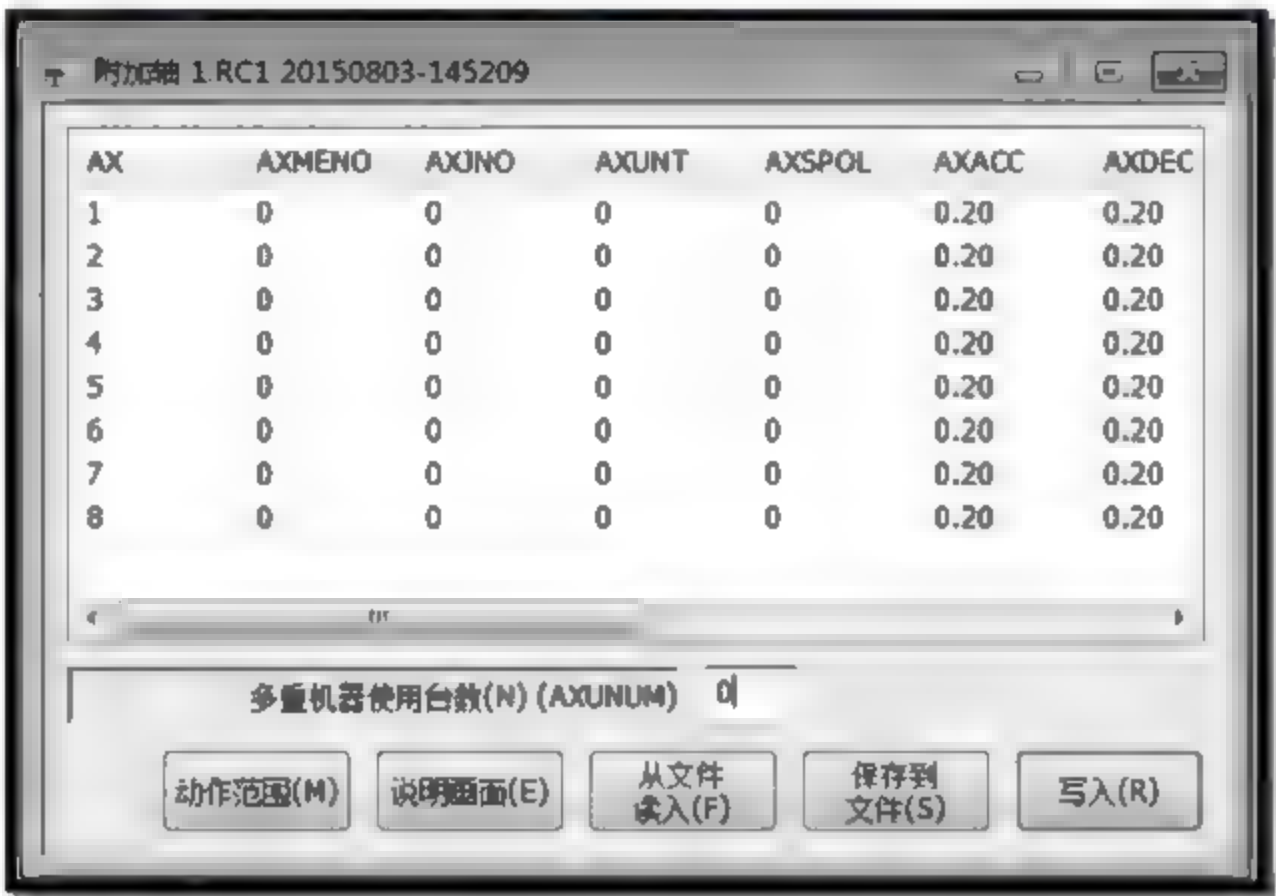 附加轴 1:RC1 20150803-145209
AX AXMENO AXJNO AXUNT AXSPOL AXACC AXDEC
1 0 0 0 0 0.20 0.20
2 0 0 0 0 0.20 0.20
3 0 0 0 0 0.20 0.20
4 0 0 0 0 0.20 0.20
5 0 0 0 0 0.20 0.20
6 0 0 0 0 0.20 0.20
7 0 0 0 0 0.20 0.20
8 0 0 0 0 0.20 0.20
多重机器使用台数(N) (AXUNUM) 0
动作范围(M) 说明画面(E) 从文件 保存到 写入(R)
读入(F) 文件(S)